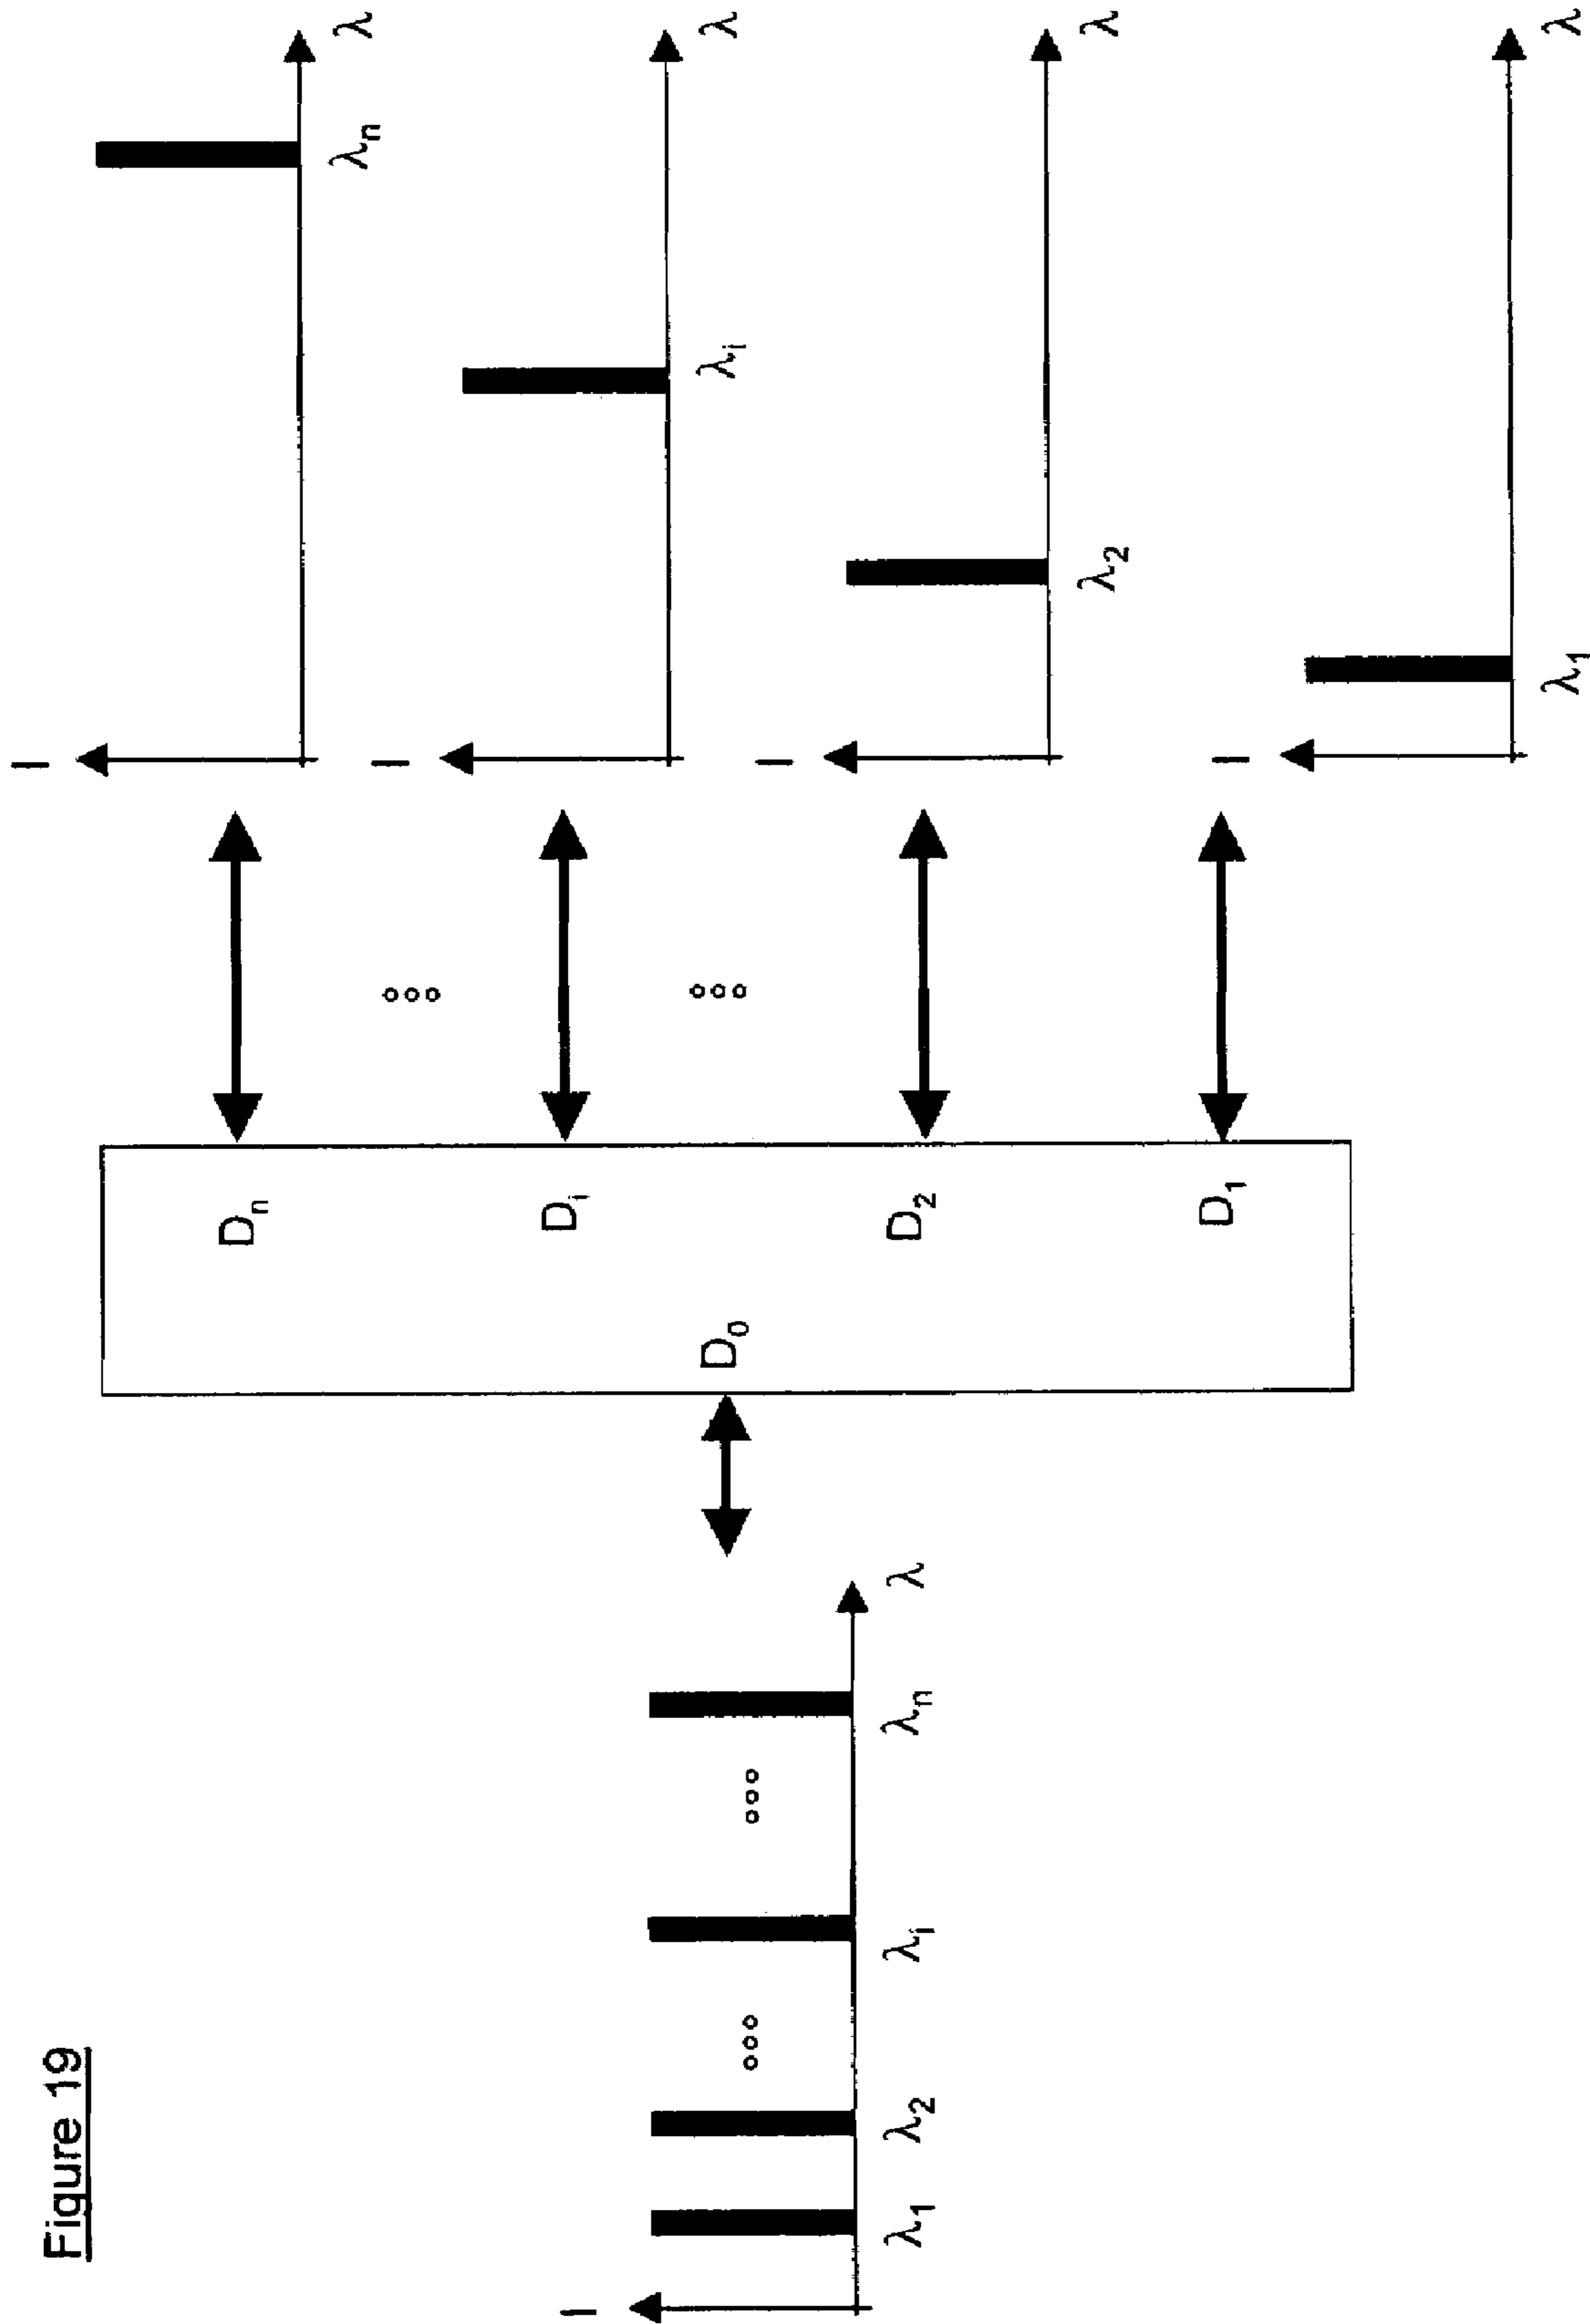 Figure 19
I
λ₁ λ₂ λᵢ λₙ λ
D₀
Dₙ
Dᵢ
D₂
D₁
I
λₙ λ
I
λᵢ λ
I
λ₂ λ
I
λ₁ λ